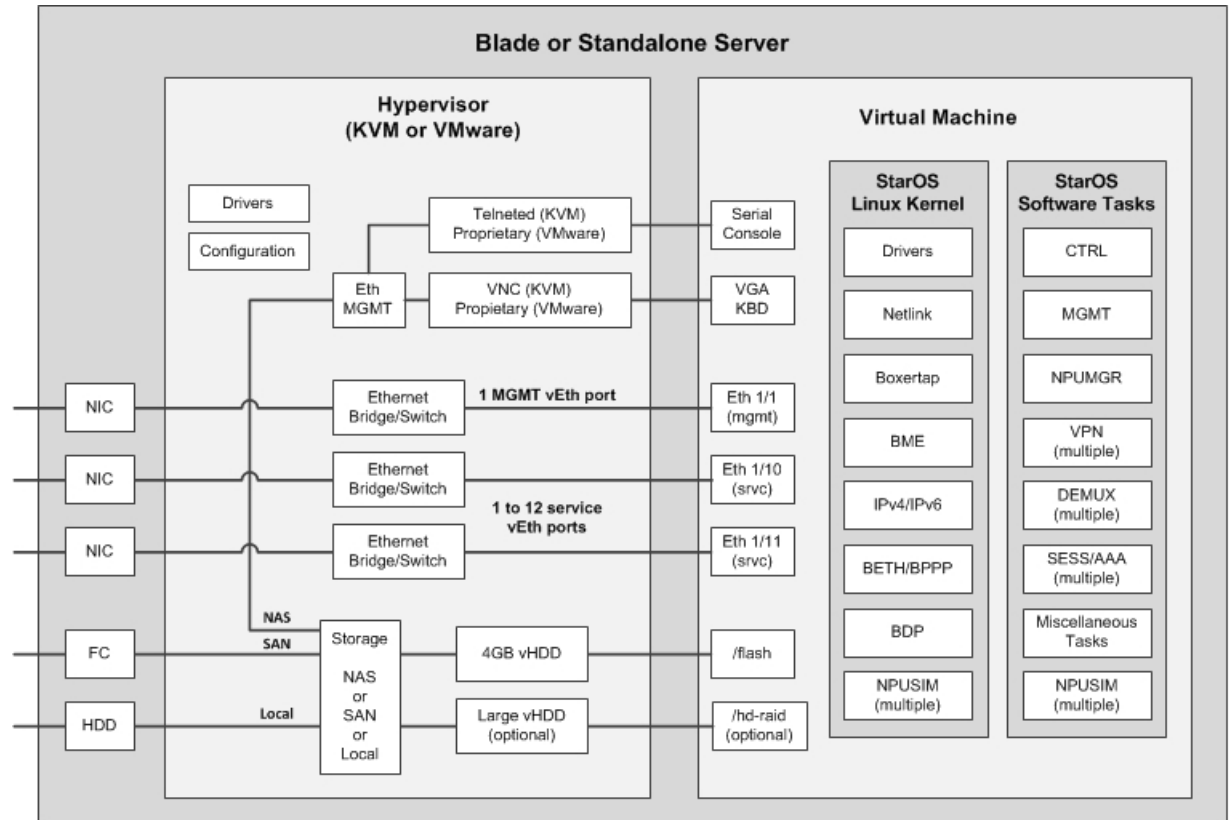 Blade or Standalone Server
Hypervisor
(KVM or VMware)
Drivers
Configuration
Telneted (KVM)
Proprietary (VMware)
Eth
MGMT
VNC (KVM)
Propietary (VMware)
NIC
Ethernet
Bridge/Switch
1 MGMT vEth port
NIC
Ethernet
Bridge/Switch
1 to 12 service
vEth ports
NIC
Ethernet
Bridge/Switch
NAS
SAN
Local
FC
HDD
Storage
NAS
or
SAN
or
Local
4GB vHDD
Large vHDD
(optional)
Virtual Machine
Serial
Console
VGA
KBD
Eth 1/1
(mgmt)
Eth 1/10
(srvc)
Eth 1/11
(srvc)
/flash
/hd-raid
(optional)
StarOS
Linux Kernel
Drivers
Netlink
Boxertap
BME
IPv4/IPv6
BETH/BPPP
BDP
NPUSIM
(multiple)
StarOS
Software Tasks
CTRL
MGMT
NPUMGR
VPN
(multiple)
DEMUX
(multiple)
SESS/AAA
(multiple)
Miscellaneous
Tasks
NPUSIM
(multiple)